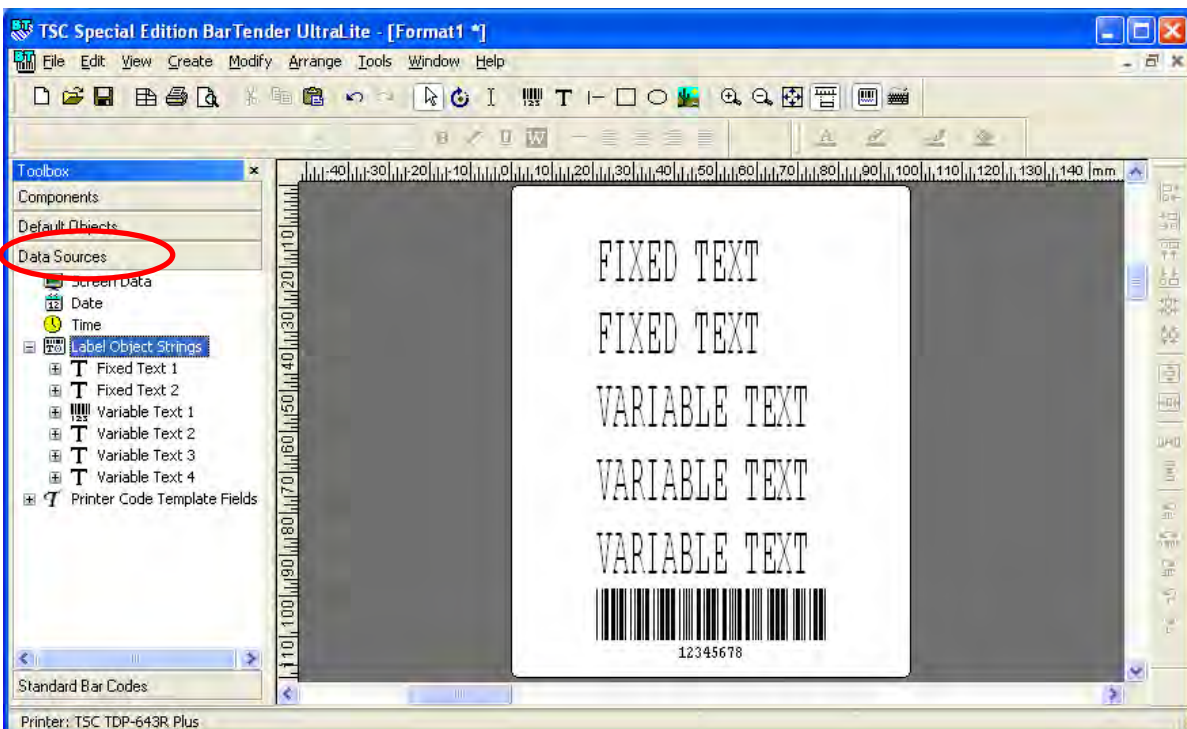 TSC Special Edition BarTender UltraLite - [Format1 *]
File Edit View Create Modify Arrange Tools Window Help
Toolbox
Components
Default Objects
Data Sources
Screen Data
Date
Time
Label Object Strings
Fixed Text 1
Fixed Text 2
Variable Text 1
Variable Text 2
Variable Text 3
Variable Text 4
Printer Code Template Fields
Standard Bar Codes
-40 -30 -20 -10 0 10 20 30 40 50 60 70 80 90 100 110 120 130 140 mm
10 20 30 40 50 60 70 80 90 100 110
FIXED TEXT
FIXED TEXT
VARIABLE TEXT
VARIABLE TEXT
VARIABLE TEXT
12345678
Printer: TSC TDP-643R Plus